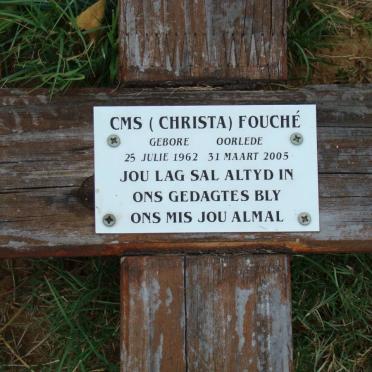 CMS ( CHRISTA) FOUCHÉ
GEBORE OORLEDE
25 JULIE 1962 31 MAART 2005
JOU LAG SAL ALTYD IN
ONS GEDAGTES BLY
ONS MIS JOU ALMAL